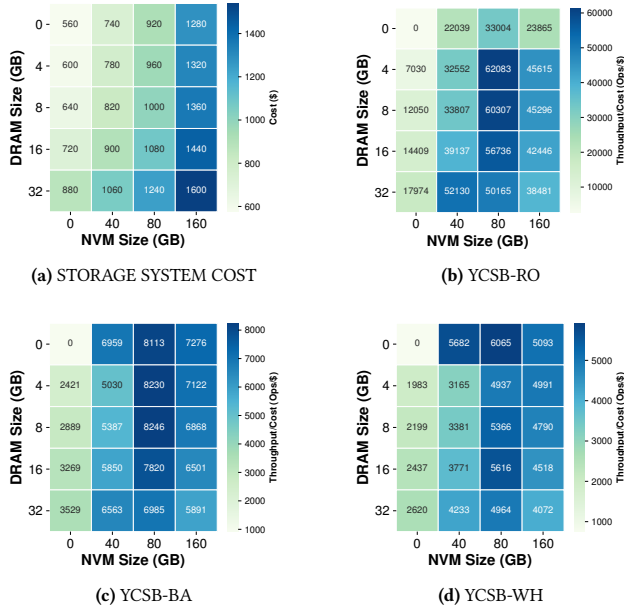 0 560 740 920 1280
4 600 780 960 1320
8 640 820 1000 1360
16 720 900 1080 1440
32 880 1060 1240 1600
0 40 80 160
NVM Size (GB)
DRAM Size (GB)
1400
1200
1000
800
600
Cost ($)
(a) STORAGE SYSTEM COST
0 0 22039 33004 23865
4 7030 32552 62083 45615
8 12050 33807 60307 45296
16 14409 39137 56736 42446
32 17974 52130 50165 38481
0 40 80 160
NVM Size (GB)
DRAM Size (GB)
60000
50000
40000
30000
20000
10000
Throughput/Cost (Ops/$)
(b) YCSB-RO
0 0 6959 8113 7276
4 2421 5030 8230 7122
8 2889 5387 8246 6868
16 3269 5850 7820 6501
32 3529 6563 6985 5891
0 40 80 160
NVM Size (GB)
DRAM Size (GB)
8000
7000
6000
5000
4000
3000
2000
1000
Throughput/Cost (Ops/$)
(c) YCSB-BA
0 0 5682 6065 5093
4 1983 3165 4937 4991
8 2199 3381 5366 4790
16 2437 3771 5616 4518
32 2620 4233 4964 4072
0 40 80 160
NVM Size (GB)
DRAM Size (GB)
5000
4000
3000
2000
1000
Throughput/Cost (Ops/$)
(d) YCSB-WH